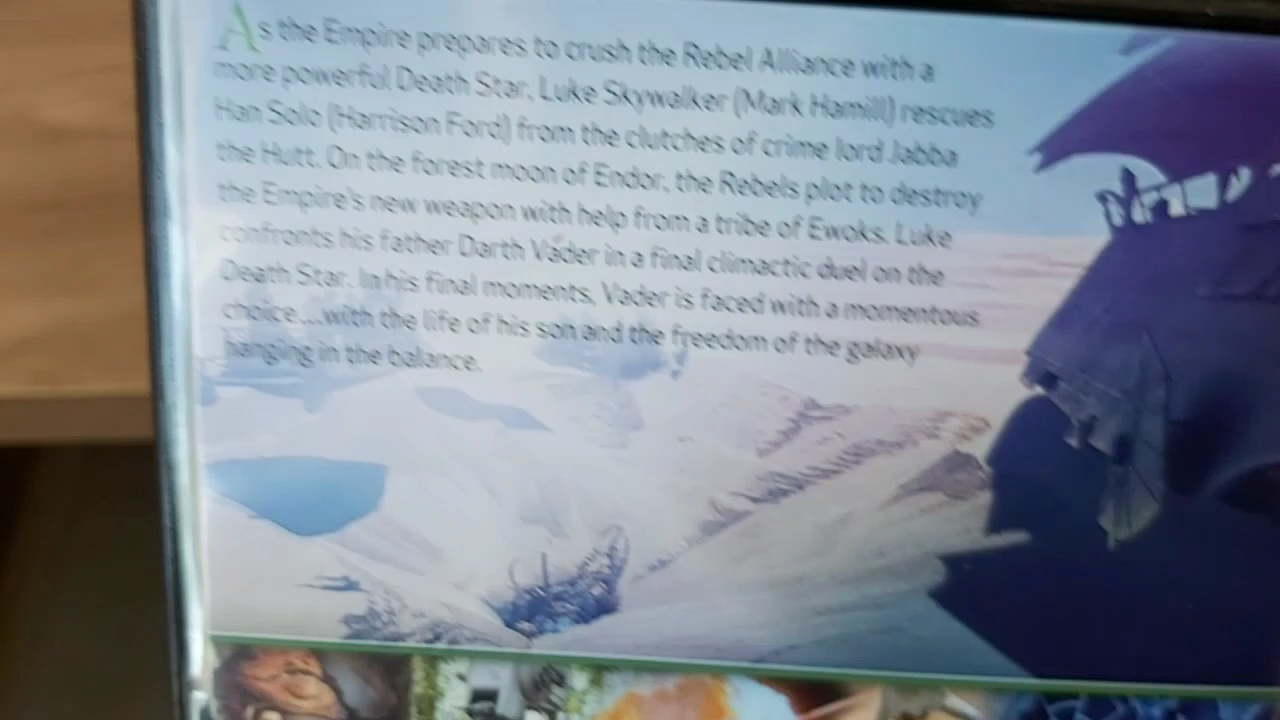 As the Empire prepares to crush the Rebel Alliance with a
more powerful Death Star, Luke Skywalker (Mark Hamill) rescues
Han Solo (Harrison Ford) from the clutches of crime lord Jabba
the Hutt. On the forest moon of Endor, the Rebels plot to destroy
the Empire's new weapon with help from a tribe of Ewoks. Luke
confronts his father Darth Vader in a final climactic duel on the
Death Star. In his final moments, Vader is faced with a momentous
choice....with the life of his son and the freedom of the galaxy
hanging in the balance.